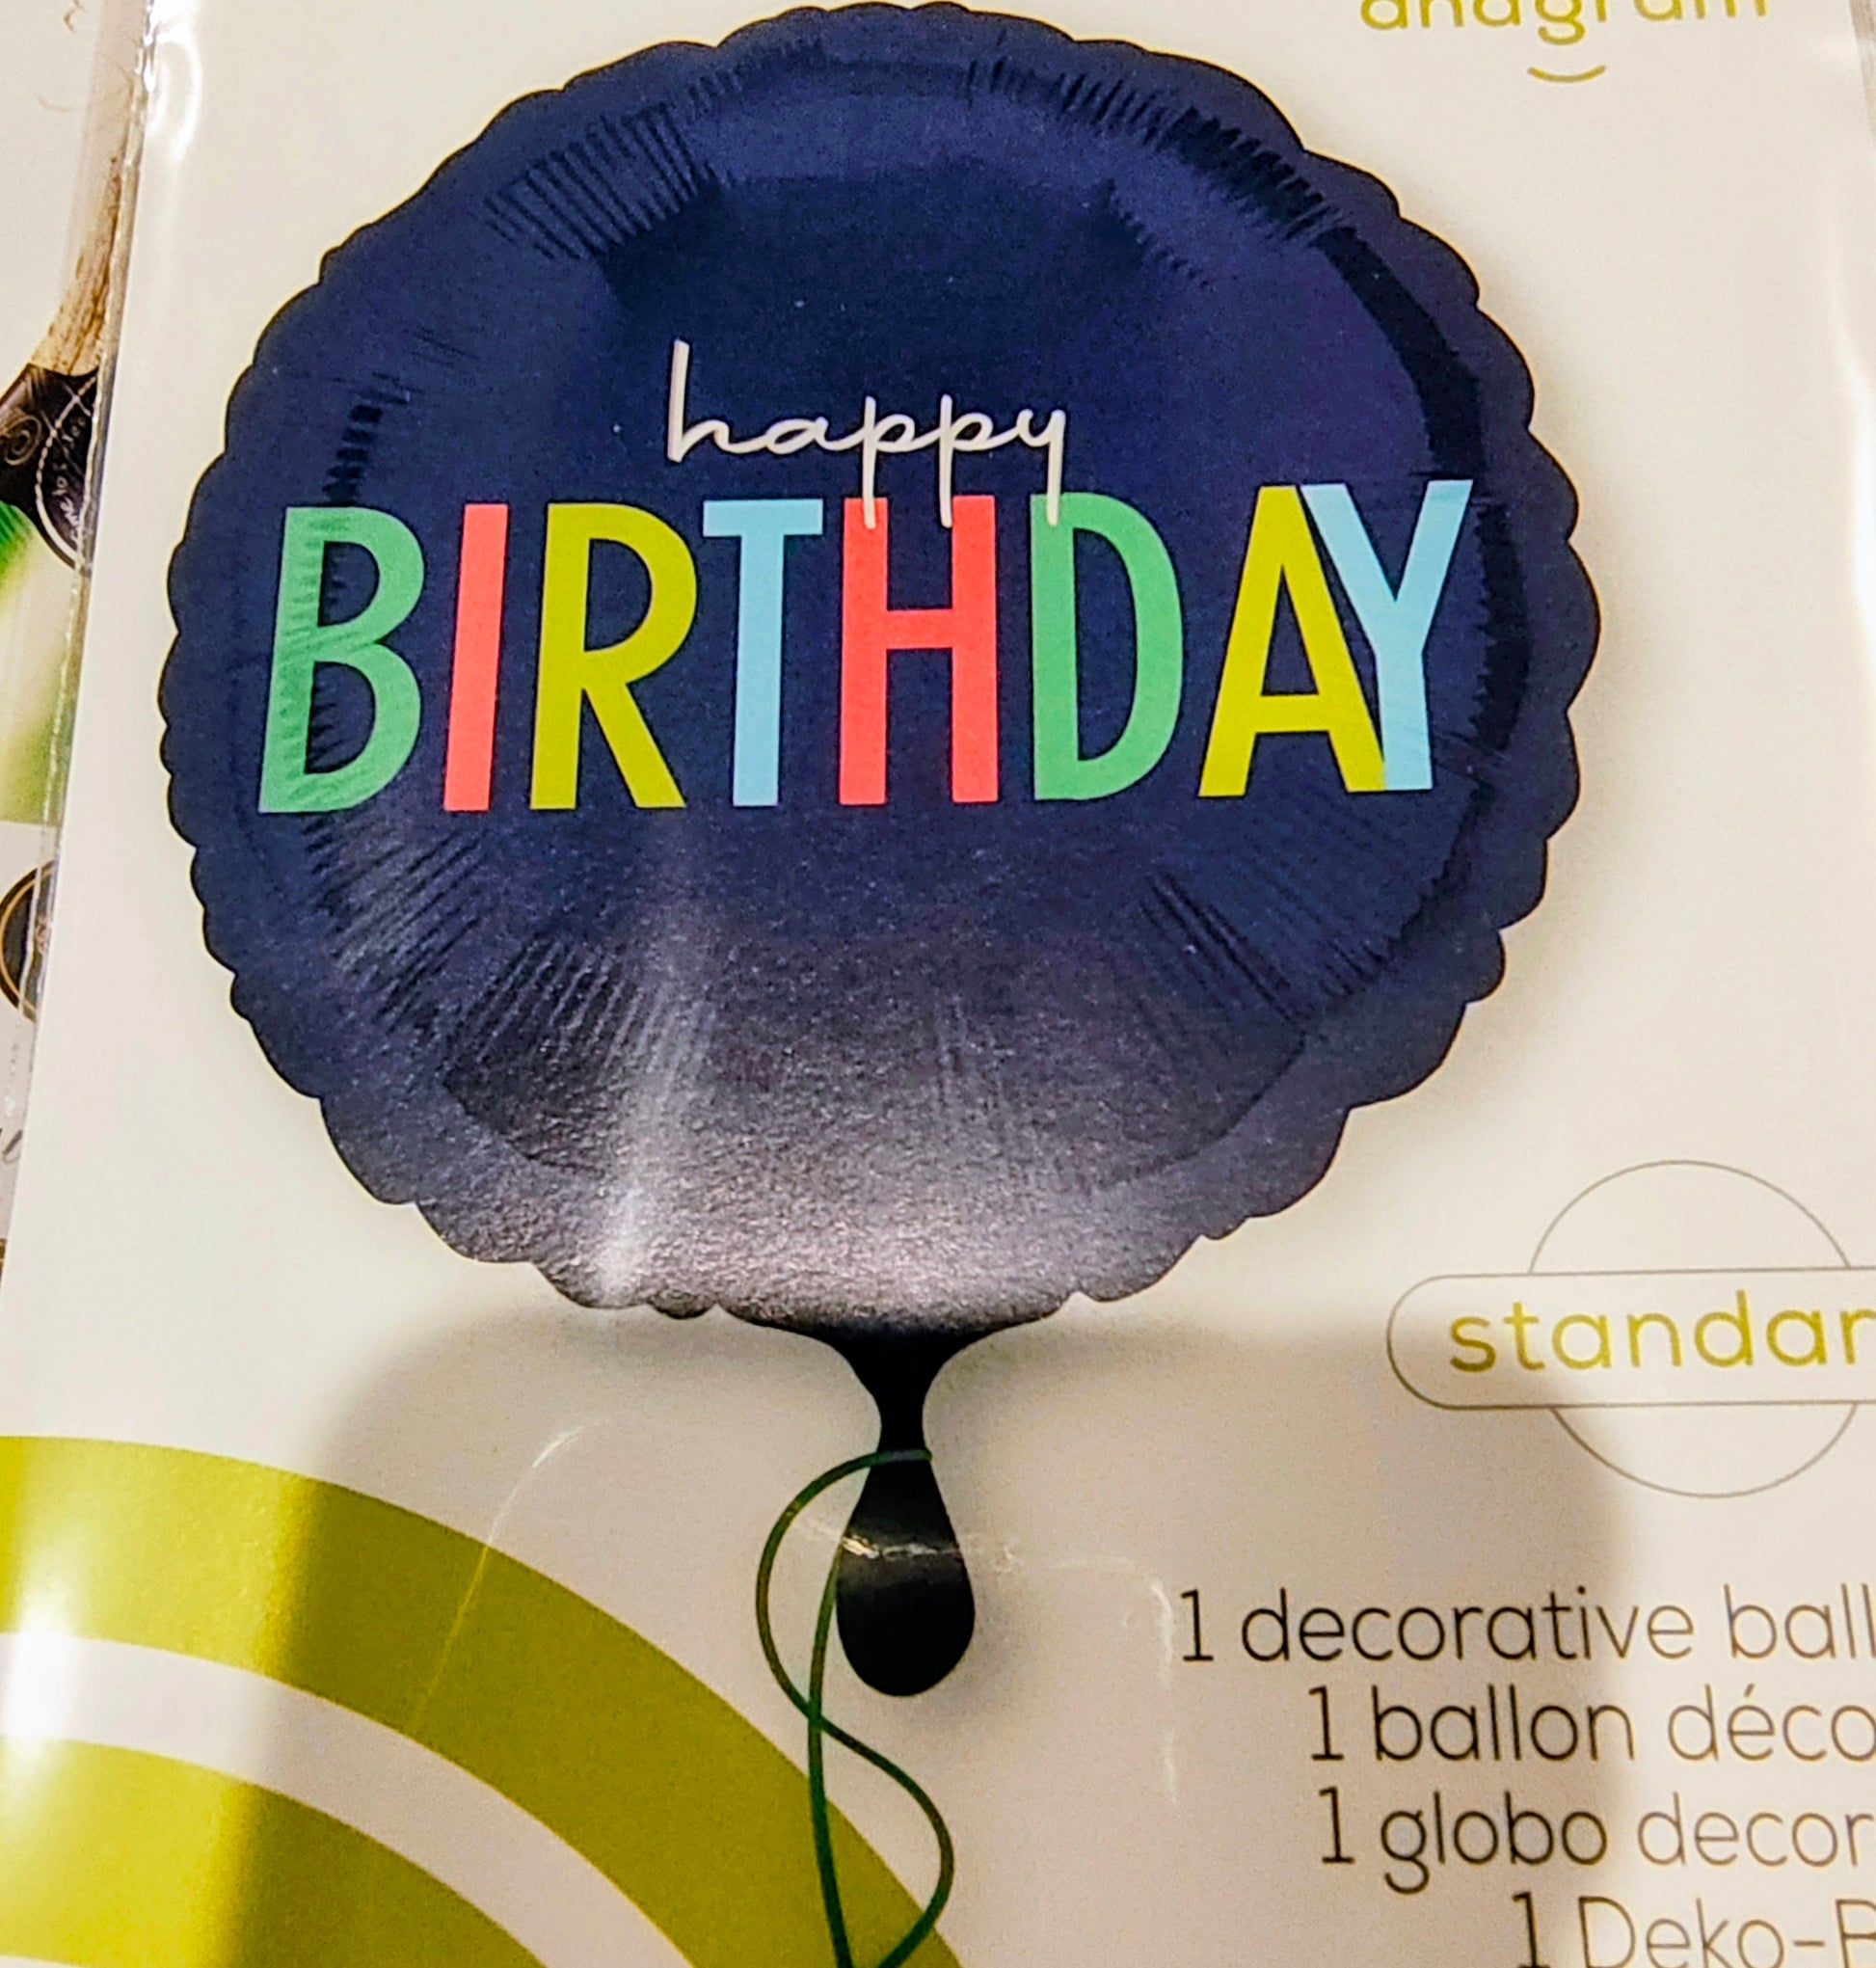 anagram
happy
BIRTHDAY
standar
1 decorative ball
1 ballon déco
1 globo decor
1 Deko-